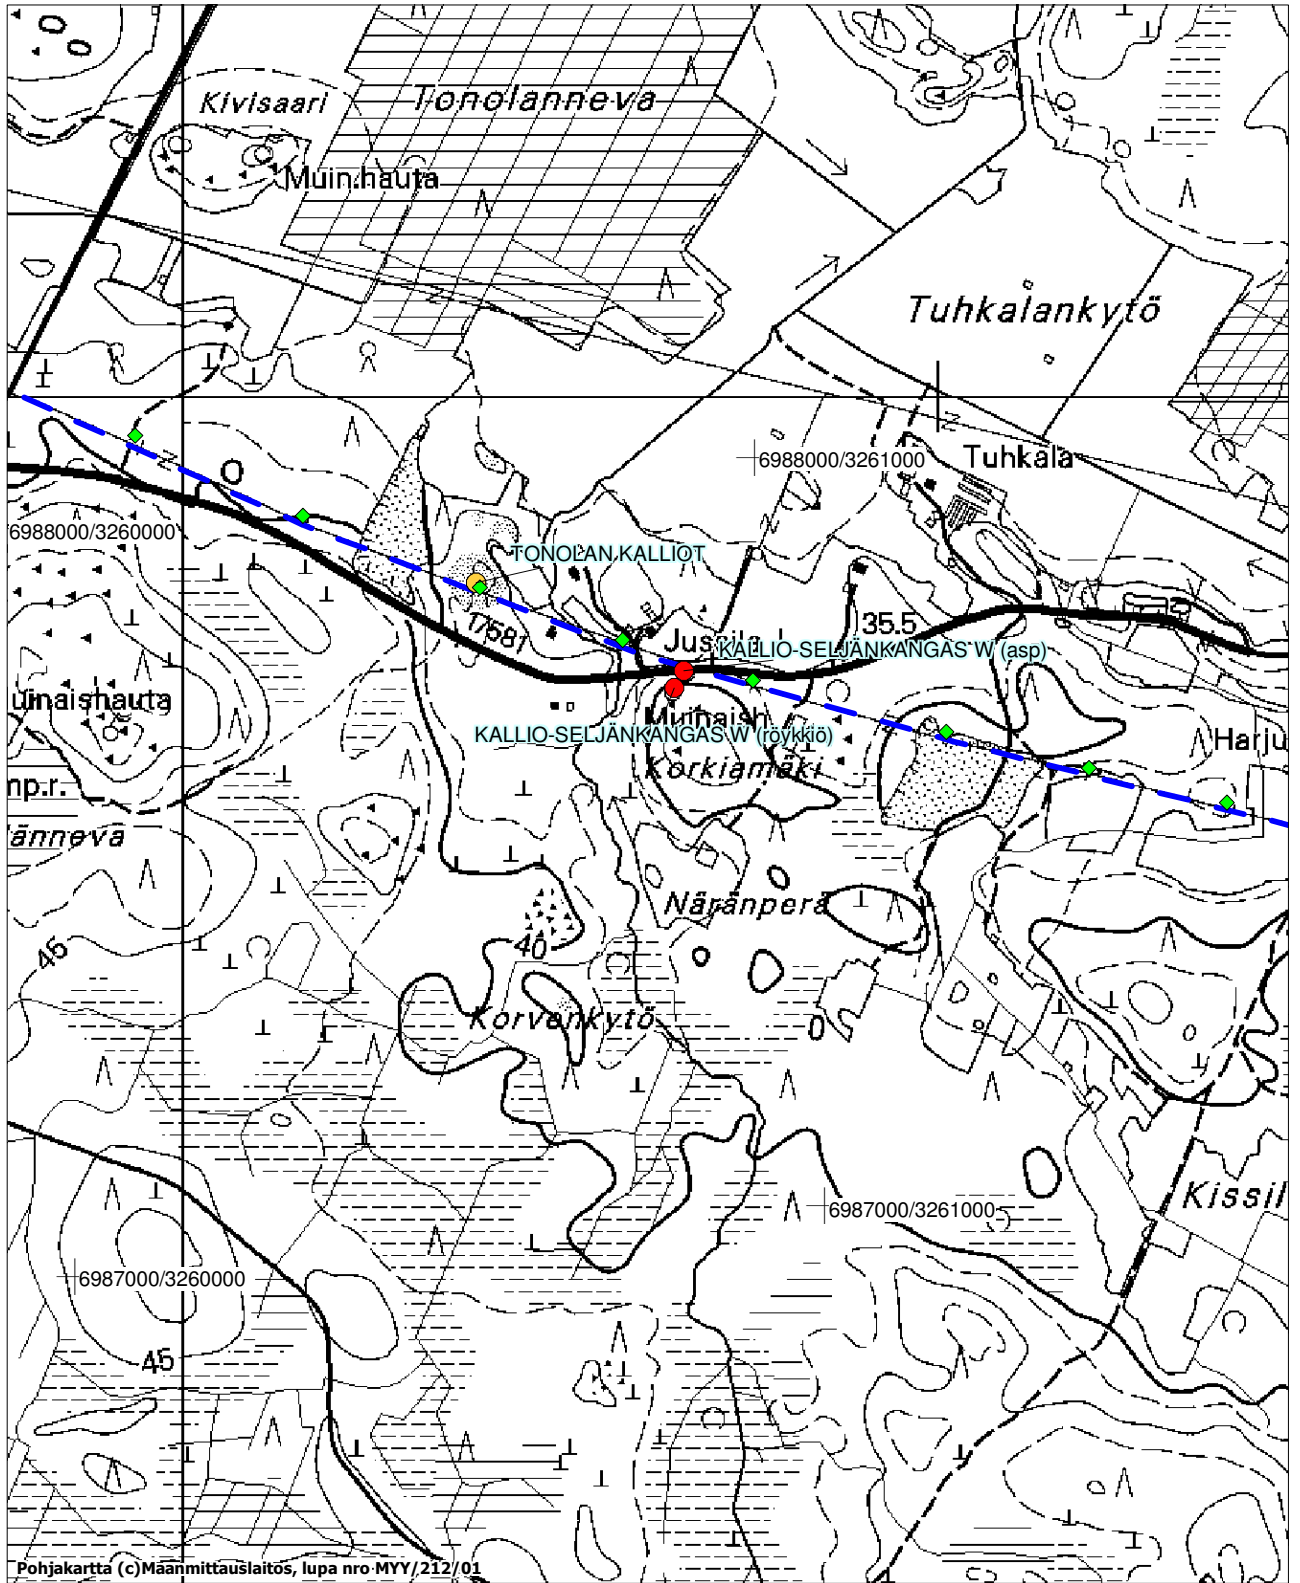 Kivisaari
Tonolanneva
Muin.hauta
Tuhkalankytö
6988000/3261000
Tuhkala
6988000/3260000
TONOLAN KALLIOT
17581
35.5
KALLIO-SELJÄNKANGAS W (asp)
uinaishauta
Muinaish
KALLIO-SELJÄNKANGAS W (röykkiö)
Harju
Korkiamäki
mp.r.
änneva
Näränperä
40
Korvenkytö
Kissil
6987000/3261000
6987000/3260000
45
Pohjakartta (c)Maanmittauslaitos, lupa nro MYY/212/01